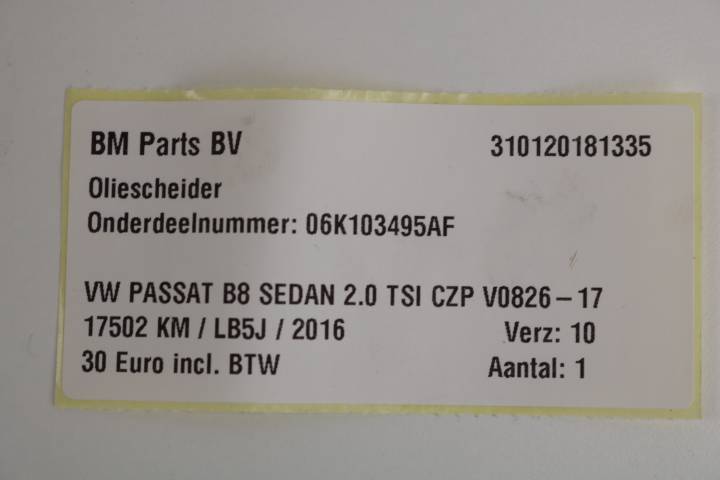 BM Parts BV 310120181335
Oliescheider
Onderdeelnummer: 06K103495AF
VW PASSAT B8 SEDAN 2.0 TSI CZP V0826-17
17502 KM / LB5J / 2016 Verz: 10
30 Euro incl. BTW Aantal: 1